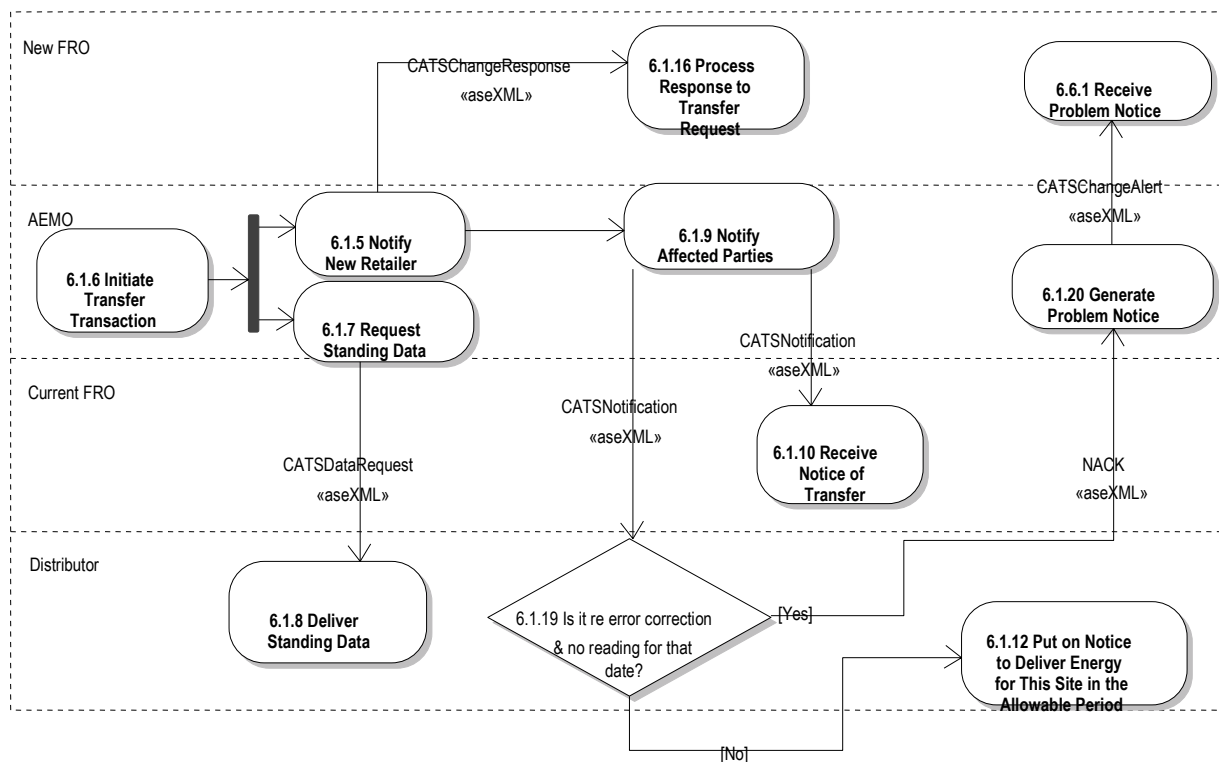 New FRO
CATSChangeResponse
«aseXML»
6.1.16 Process
Response to
Transfer
Request
6.6.1 Receive
Problem Notice
CATSChangeAlert
«aseXML»
AEMO
6.1.6 Initiate
Transfer
Transaction
6.1.5 Notify
New Retailer
6.1.7 Request
Standing Data
6.1.9 Notify
Affected Parties
6.1.20 Generate
Problem Notice
CATSNotification
«aseXML»
Current FRO
CATSNotification
«aseXML»
CATSDataRequest
«aseXML»
6.1.10 Receive
Notice of
Transfer
NACK
«aseXML»
Distributor
6.1.8 Deliver
Standing Data
6.1.19 Is it re error correction
& no reading for that
date?
[Yes]
6.1.12 Put on Notice
to Deliver Energy
for This Site in the
Allowable Period
[No]